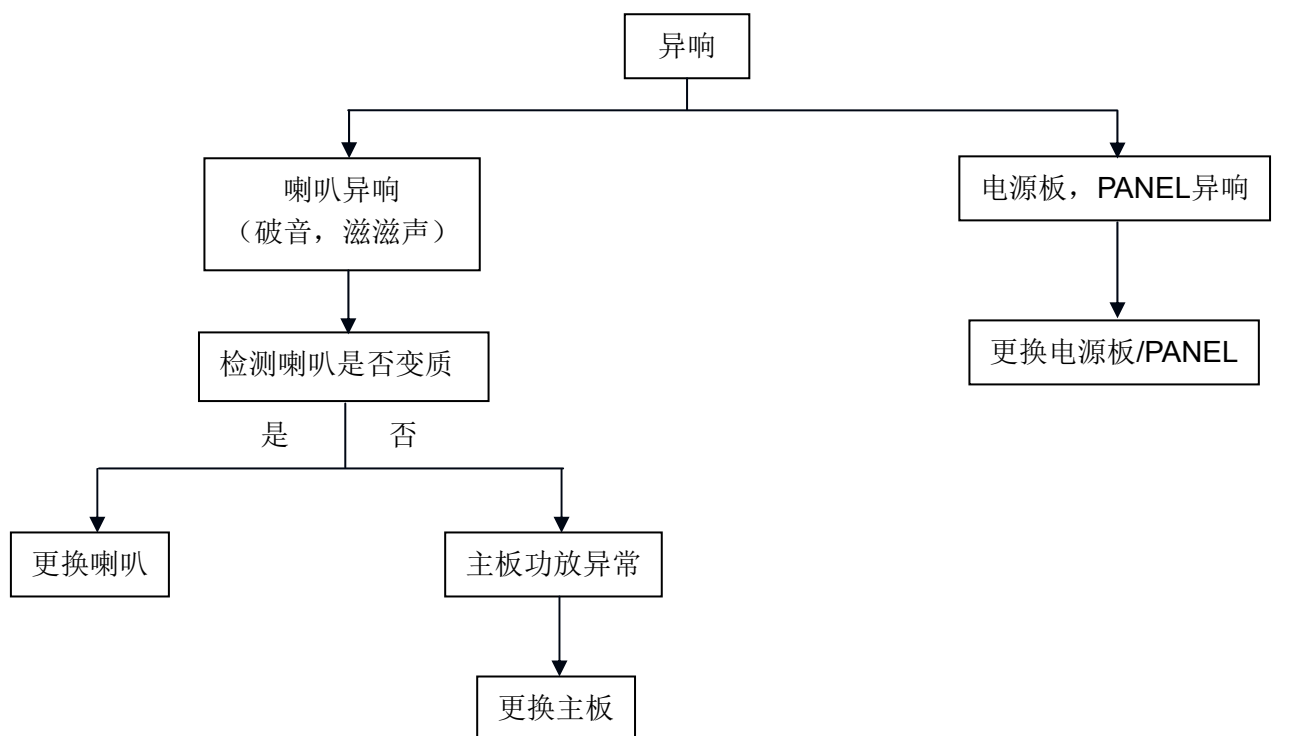 异响
喇叭异响
（破音，滋滋声）
电源板，PANEL异响
检测喇叭是否变质
更换电源板/PANEL
是
否
更换喇叭
主板功放异常
更换主板